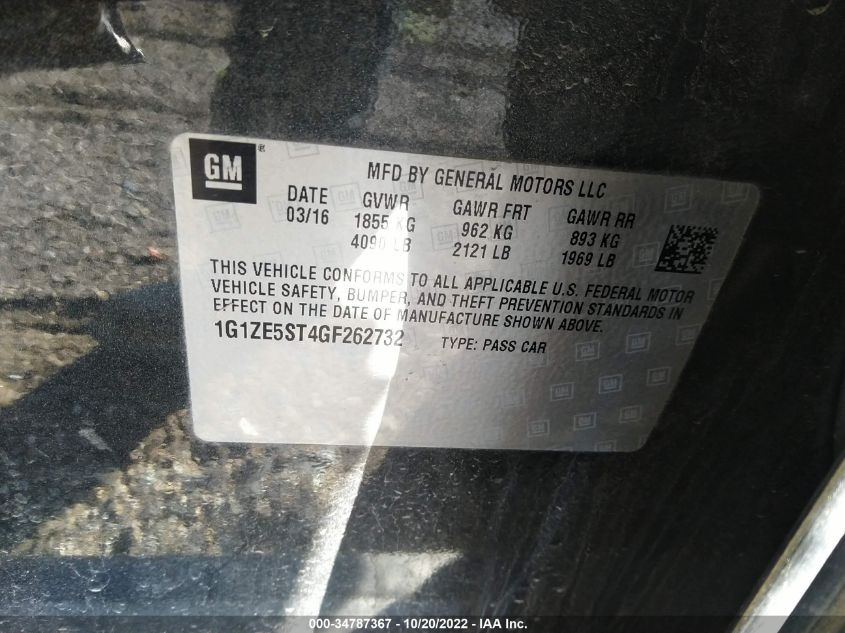 GM ®
MFD BY GENERAL MOTORS LLC
DATE GVWR GAWR FRT GAWR RR
03/16 1855 KG 962 KG 893 KG
4090 LB 2121 LB 1969 LB
THIS VEHICLE CONFORMS TO ALL APPLICABLE U.S. FEDERAL MOTOR
VEHICLE SAFETY, BUMPER, AND THEFT PREVENTION STANDARDS IN
EFFECT ON THE DATE OF MANUFACTURE SHOWN ABOVE.
1G1ZE5ST4GF262732 TYPE: PASS CAR
000-34787367 - 10/20/2022 - IAA Inc.